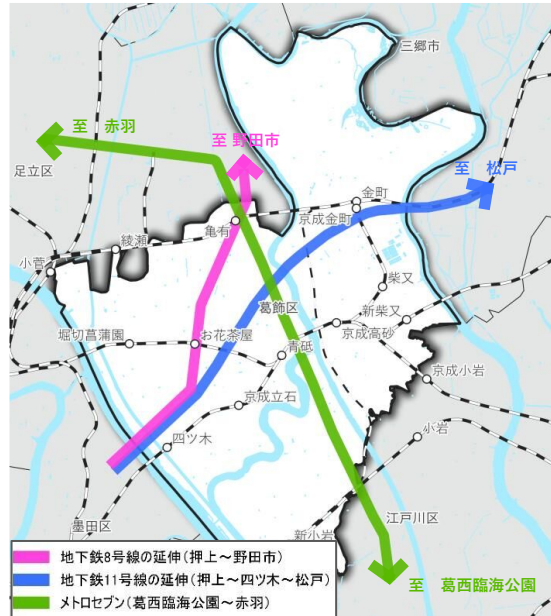 三郷市
至 赤羽
至 野田市
足立区
至 松戸
金町
京成金町
亀有
綾瀬
小菅
柴又
葛飾区
新柴又
堀切菖蒲園
お花茶屋
京成高砂
青砥
京成小岩
京成立石
四ツ木
小岩
墨田区
新小岩
江戸川区
地下鉄8号線の延伸(押上～野田市)
地下鉄11号線の延伸(押上～四ツ木～松戸)
メトロセブン(葛西臨海公園～赤羽)
至 葛西臨海公園